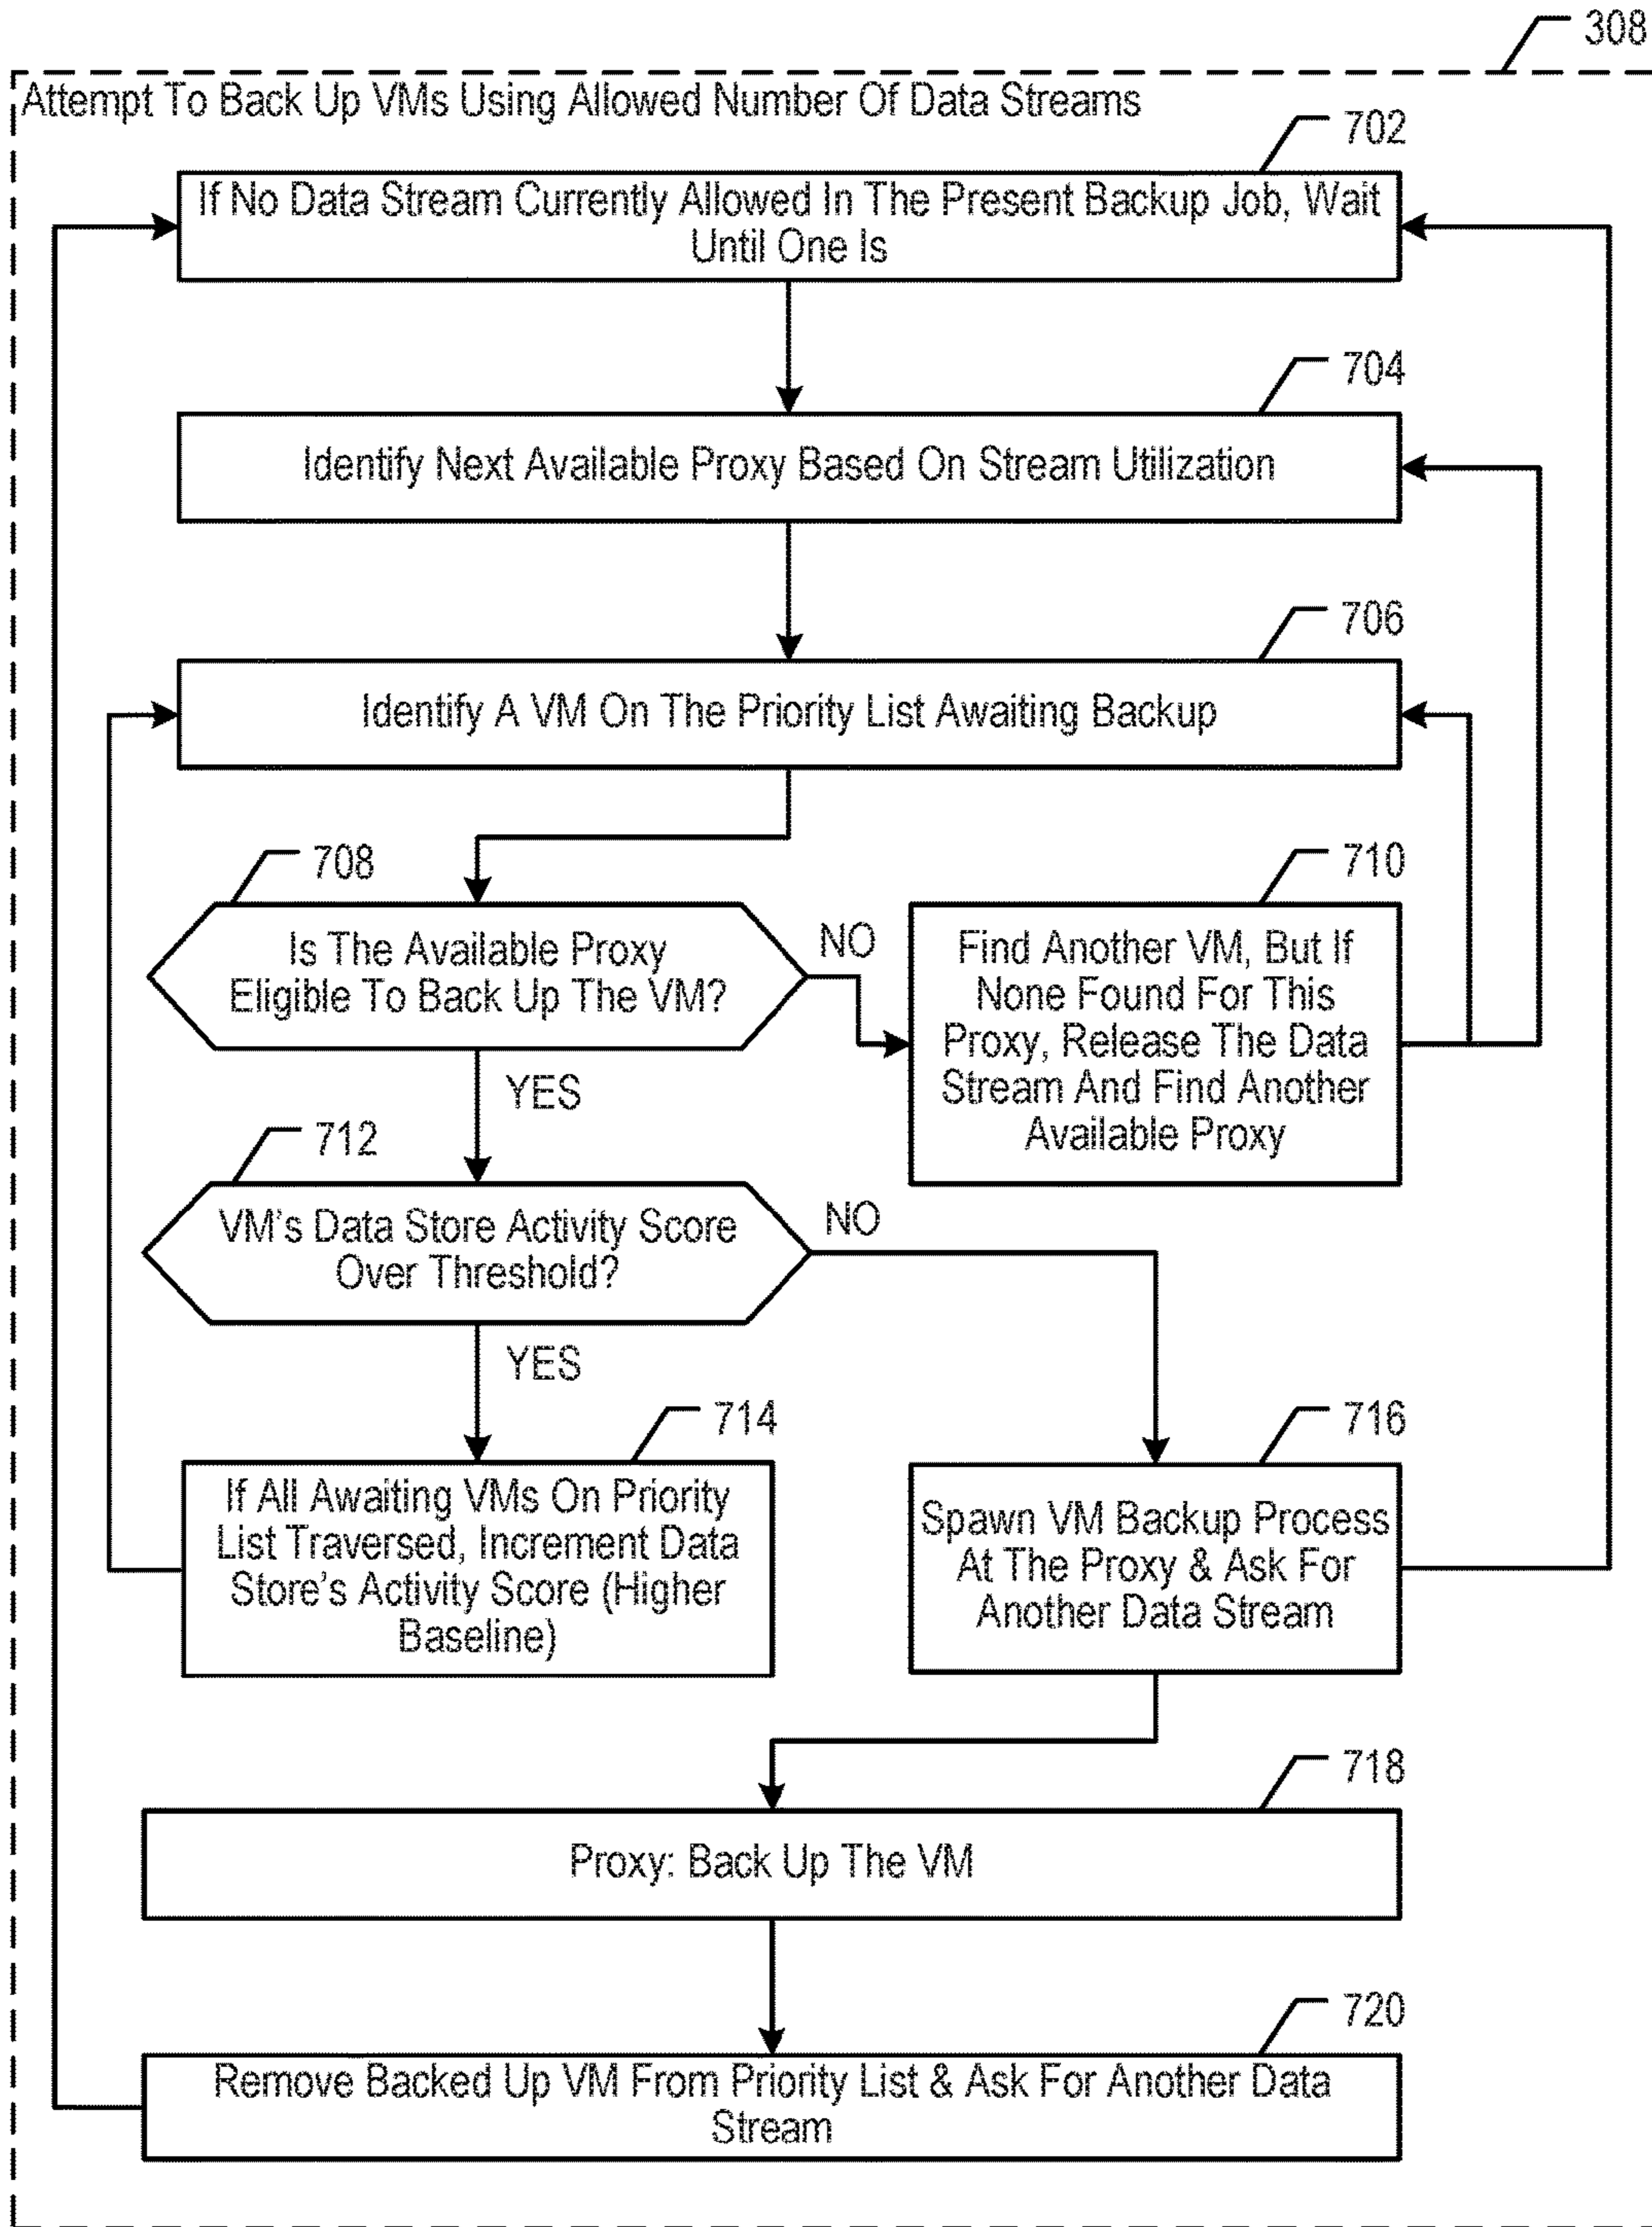 308
Attempt To Back Up VMs Using Allowed Number Of Data Streams
702
If No Data Stream Currently Allowed In The Present Backup Job, Wait
Until One Is
704
Identify Next Available Proxy Based On Stream Utilization
706
Identify A VM On The Priority List Awaiting Backup
708
Is The Available Proxy
Eligible To Back Up The VM?
NO
710
Find Another VM, But If
None Found For This
Proxy, Release The Data
Stream And Find Another
Available Proxy
YES
712
VM's Data Store Activity Score
Over Threshold?
NO
YES
714
If All Awaiting VMs On Priority
List Traversed, Increment Data
Store's Activity Score (Higher
Baseline)
716
Spawn VM Backup Process
At The Proxy & Ask For
Another Data Stream
718
Proxy: Back Up The VM
720
Remove Backed Up VM From Priority List & Ask For Another Data
Stream